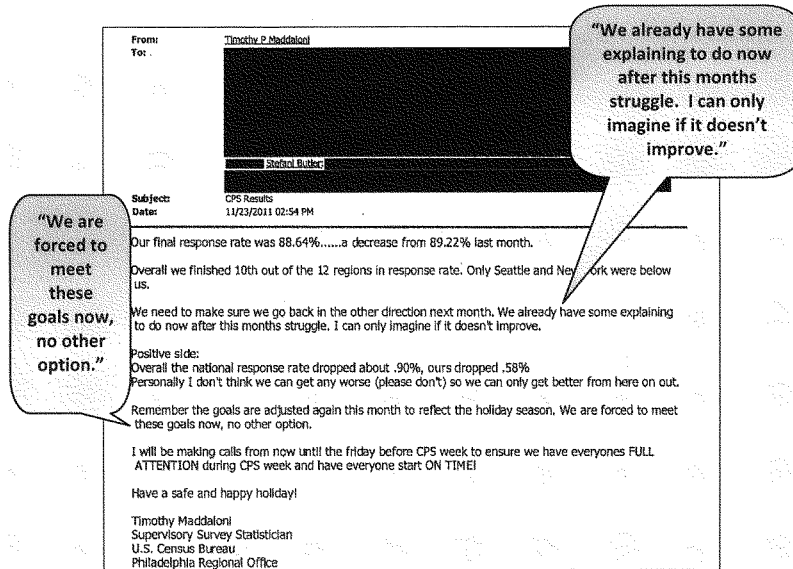 From: Timothy P Maddaloni
To:
Stefani Butler;
Subject: CPS Results
Date: 11/23/2011 02:54 PM
Our final response rate was 88.64%......a decrease from 89.22% last month.
Overall we finished 10th out of the 12 regions in response rate. Only Seattle and New York were below
us.
We need to make sure we go back in the other direction next month. We already have some explaining
to do now after this months struggle. I can only imagine if it doesn't improve.
Positive side:
Overall the national response rate dropped about .90%, ours dropped .58%
Personally I don't think we can get any worse (please don't) so we can only get better from here on out.
Remember the goals are adjusted again this month to reflect the holiday season. We are forced to meet
these goals now, no other option.
I will be making calls from now until the friday before CPS week to ensure we have everyones FULL
ATTENTION during CPS week and have everyone start ON TIME!
Have a safe and happy holiday!
Timothy Maddaloni
Supervisory Survey Statistician
U.S. Census Bureau
Philadelphia Regional Office
"We already have some
explaining to do now
after this months
struggle. I can only
imagine if it doesn't
improve."
"We are
forced to
meet
these
goals now,
no other
option."